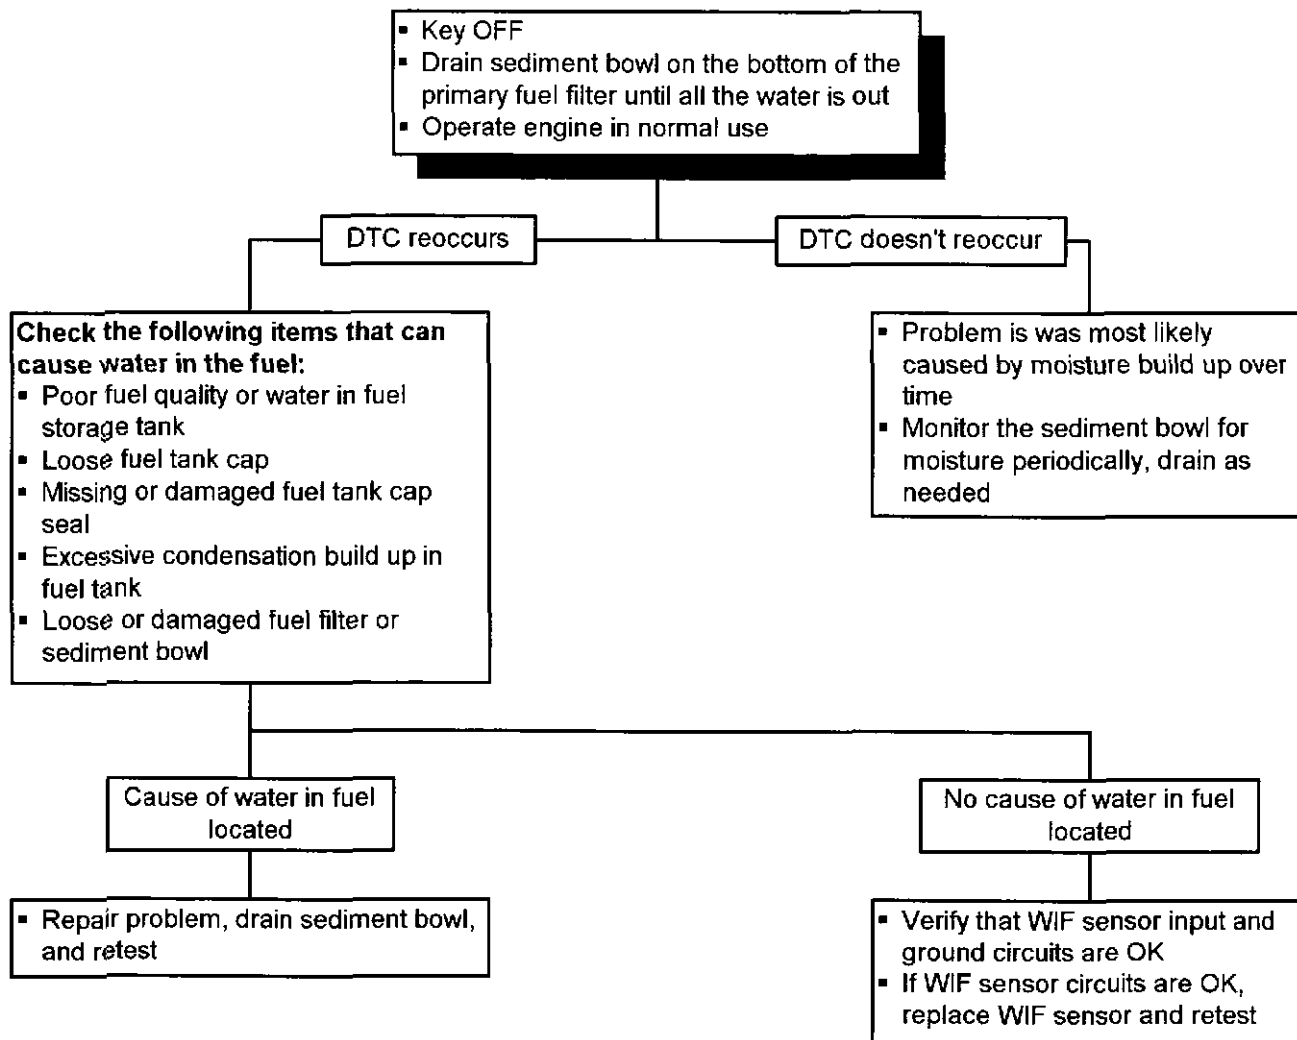 ▪ Key OFF
▪ Drain sediment bowl on the bottom of the
primary fuel filter until all the water is out
▪ Operate engine in normal use
DTC reoccurs
DTC doesn't reoccur
Check the following items that can
cause water in the fuel:
▪ Poor fuel quality or water in fuel
storage tank
▪ Loose fuel tank cap
▪ Missing or damaged fuel tank cap
seal
▪ Excessive condensation build up in
fuel tank
▪ Loose or damaged fuel filter or
sediment bowl
▪ Problem is was most likely
caused by moisture build up over
time
▪ Monitor the sediment bowl for
moisture periodically, drain as
needed
Cause of water in fuel
located
No cause of water in fuel
located
▪ Repair problem, drain sediment bowl,
and retest
▪ Verify that WIF sensor input and
ground circuits are OK
▪ If WIF sensor circuits are OK,
replace WIF sensor and retest